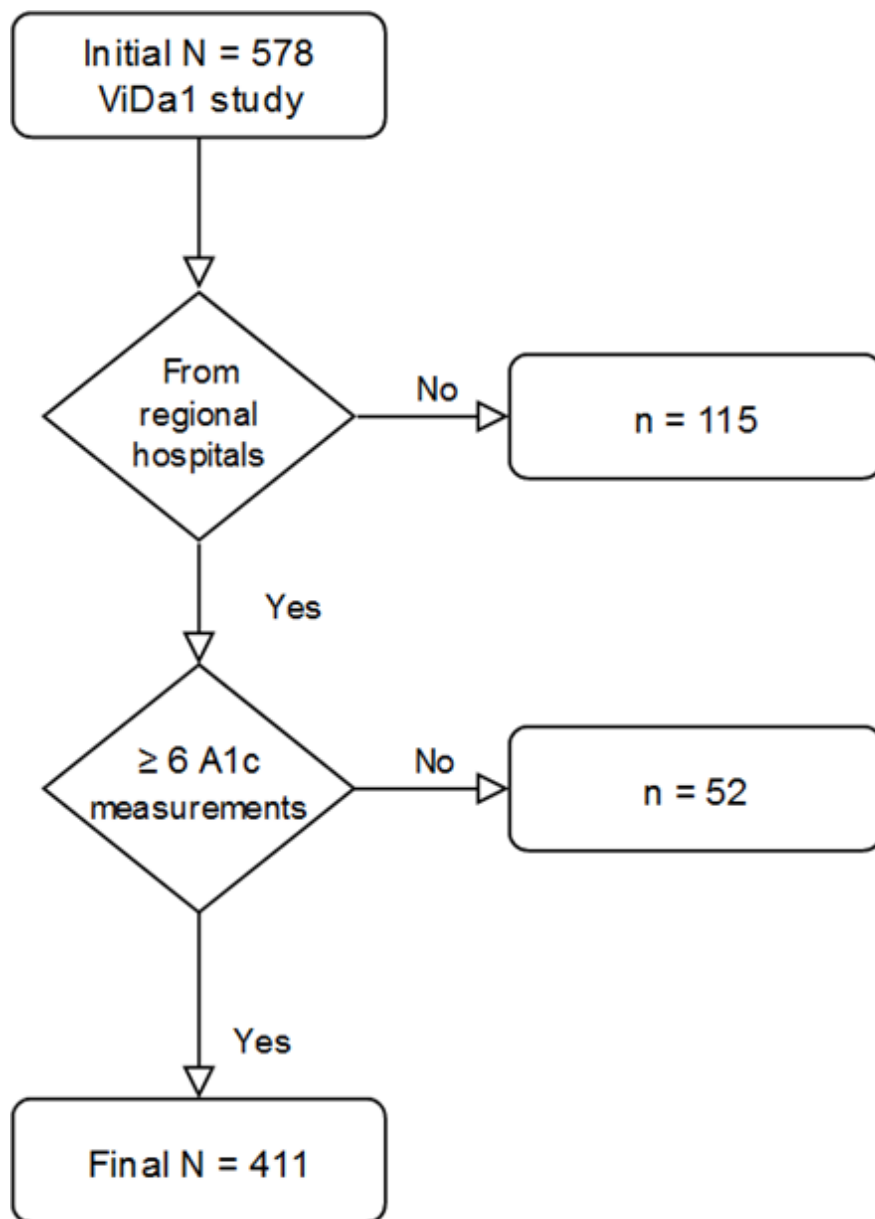 Initial N = 578
ViDa1 study
From
regional
hospitals
No
n = 115
Yes
≥ 6 A1c
measurements
No
n = 52
Yes
Final N = 411